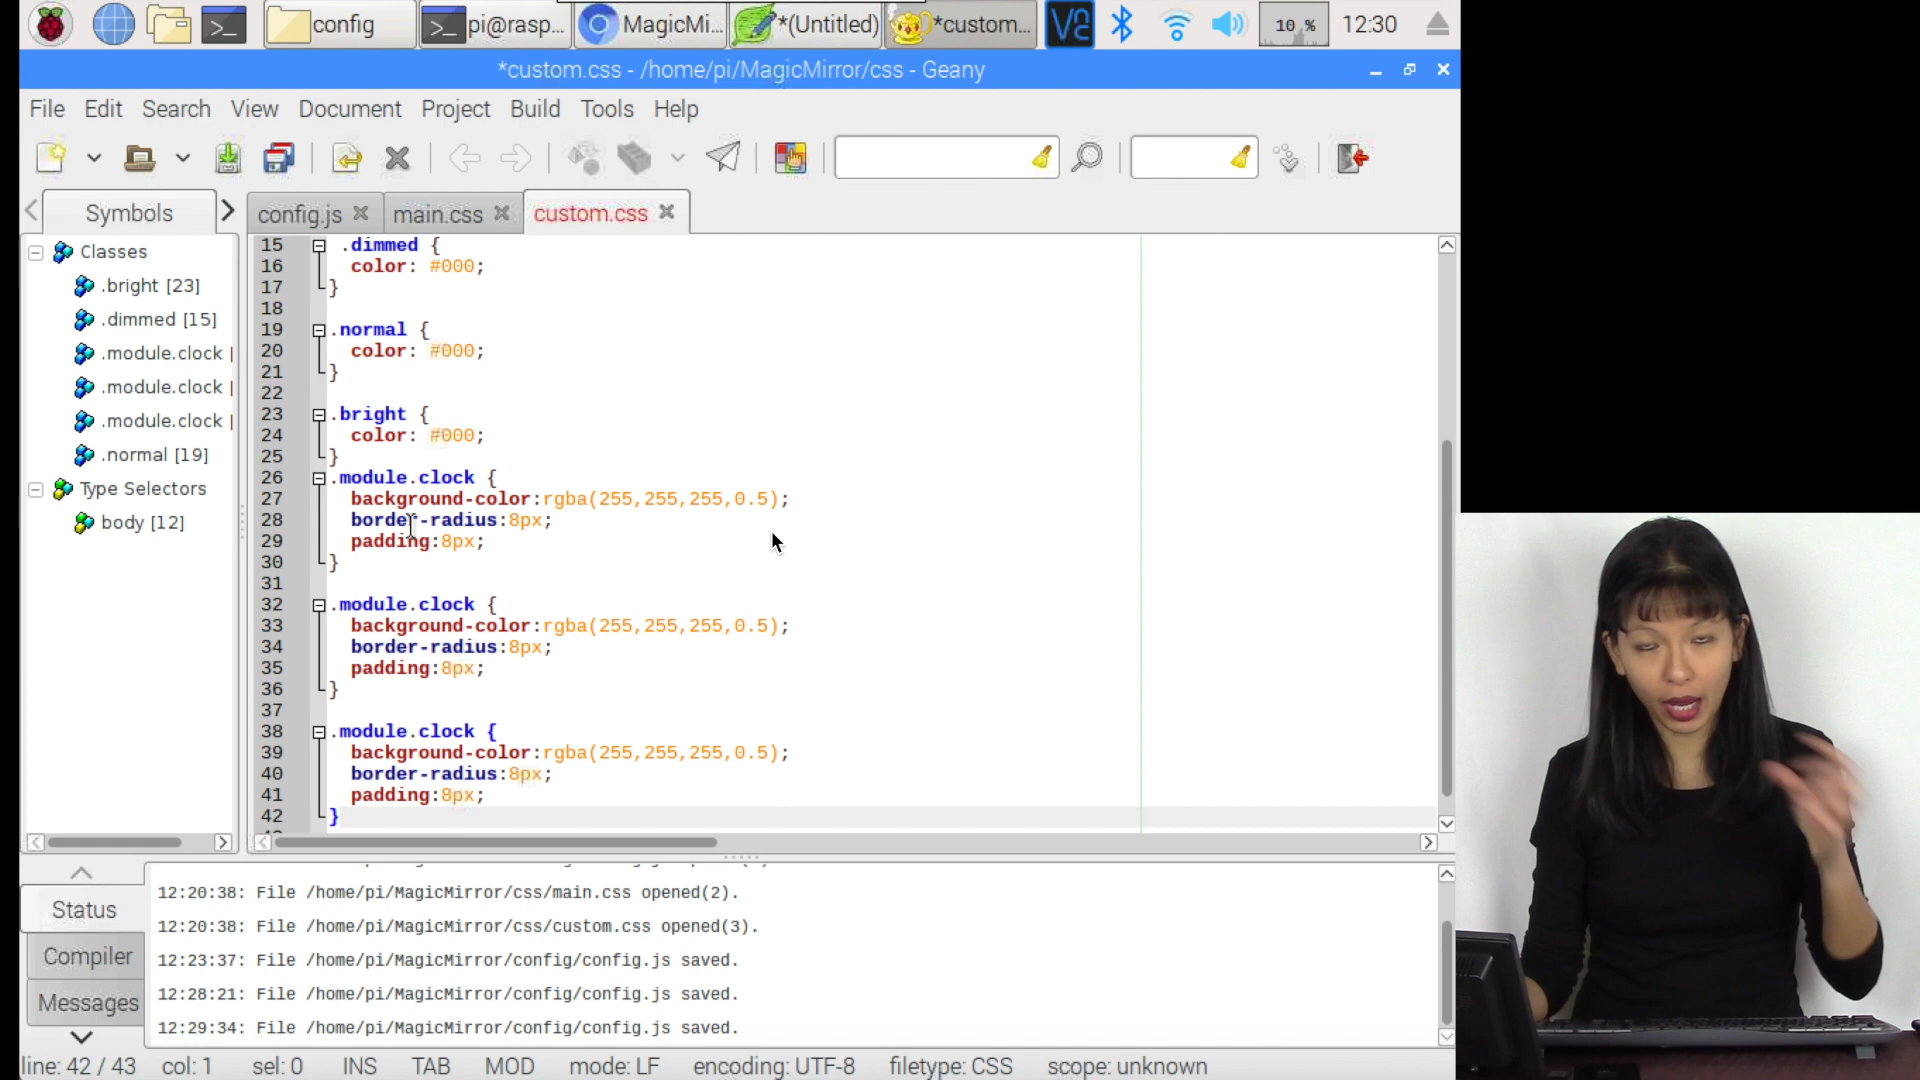 config
pi@rasp...
MagicMi...
*(Untitled)
*custom...
10 %
12:30
*custom.css - /home/pi/MagicMirror/css - Geany
File Edit Search View Document Project Build Tools Help
Symbols
config.js
main.css
custom.css
Classes
.bright [23]
.dimmed [15]
.module.clock
.module.clock
.module.clock
.normal [19]
Type Selectors
body [12]
15 .dimmed {
16 color: #000;
17 }
18
19 .normal {
20 color: #000;
21 }
22
23 .bright {
24 color: #000;
25 }
26 .module.clock {
27 background-color:rgba(255,255,255,0.5);
28 border-radius:8px;
29 padding:8px;
30 }
31
32 .module.clock {
33 background-color:rgba(255,255,255,0.5);
34 border-radius:8px;
35 padding:8px;
36 }
37
38 .module.clock {
39 background-color:rgba(255,255,255,0.5);
40 border-radius:8px;
41 padding:8px;
42 }
Status
Compiler
Messages
12:20:38: File /home/pi/MagicMirror/css/main.css opened(2).
12:20:38: File /home/pi/MagicMirror/css/custom.css opened(3).
12:23:37: File /home/pi/MagicMirror/config/config.js saved.
12:28:21: File /home/pi/MagicMirror/config/config.js saved.
12:29:34: File /home/pi/MagicMirror/config/config.js saved.
line: 42 / 43 col: 1 sel: 0 INS TAB MOD mode: LF encoding: UTF-8 filetype: CSS scope: unknown